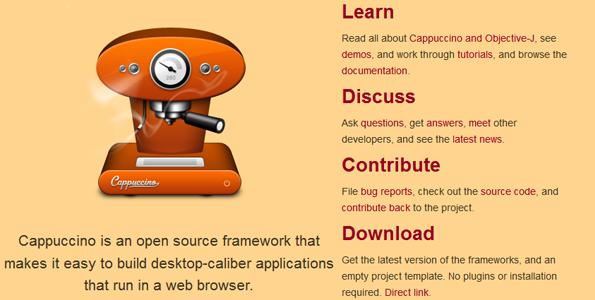 Cappuccino
Cappuccino is an open source framework that
makes it easy to build desktop-caliber applications
that run in a web browser.
Learn
Read all about Cappuccino and Objective-J, see
demos, and work through tutorials, and browse the
documentation.
Discuss
Ask questions, get answers, meet other
developers, and see the latest news.
Contribute
File bug reports, check out the source code, and
contribute back to the project.
Download
Get the latest version of the frameworks, and an
empty project template. No plugins or installation
required. Direct link.